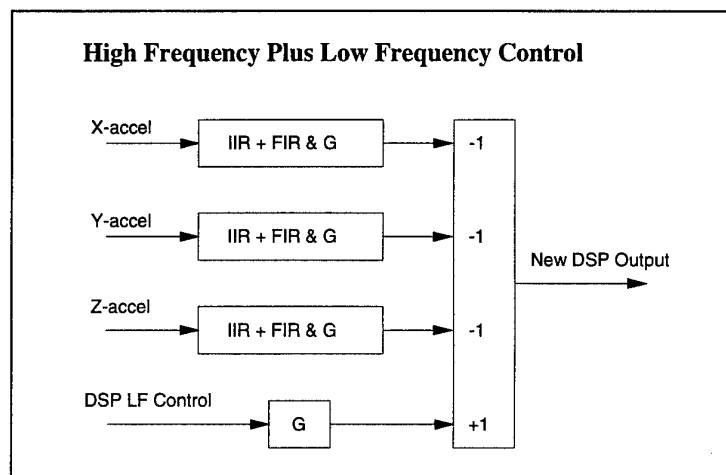 High Frequency Plus Low Frequency Control
X-accel
IIR + FIR & G
-1
Y-accel
IIR + FIR & G
-1
New DSP Output
Z-accel
IIR + FIR & G
-1
DSP LF Control
G
+1